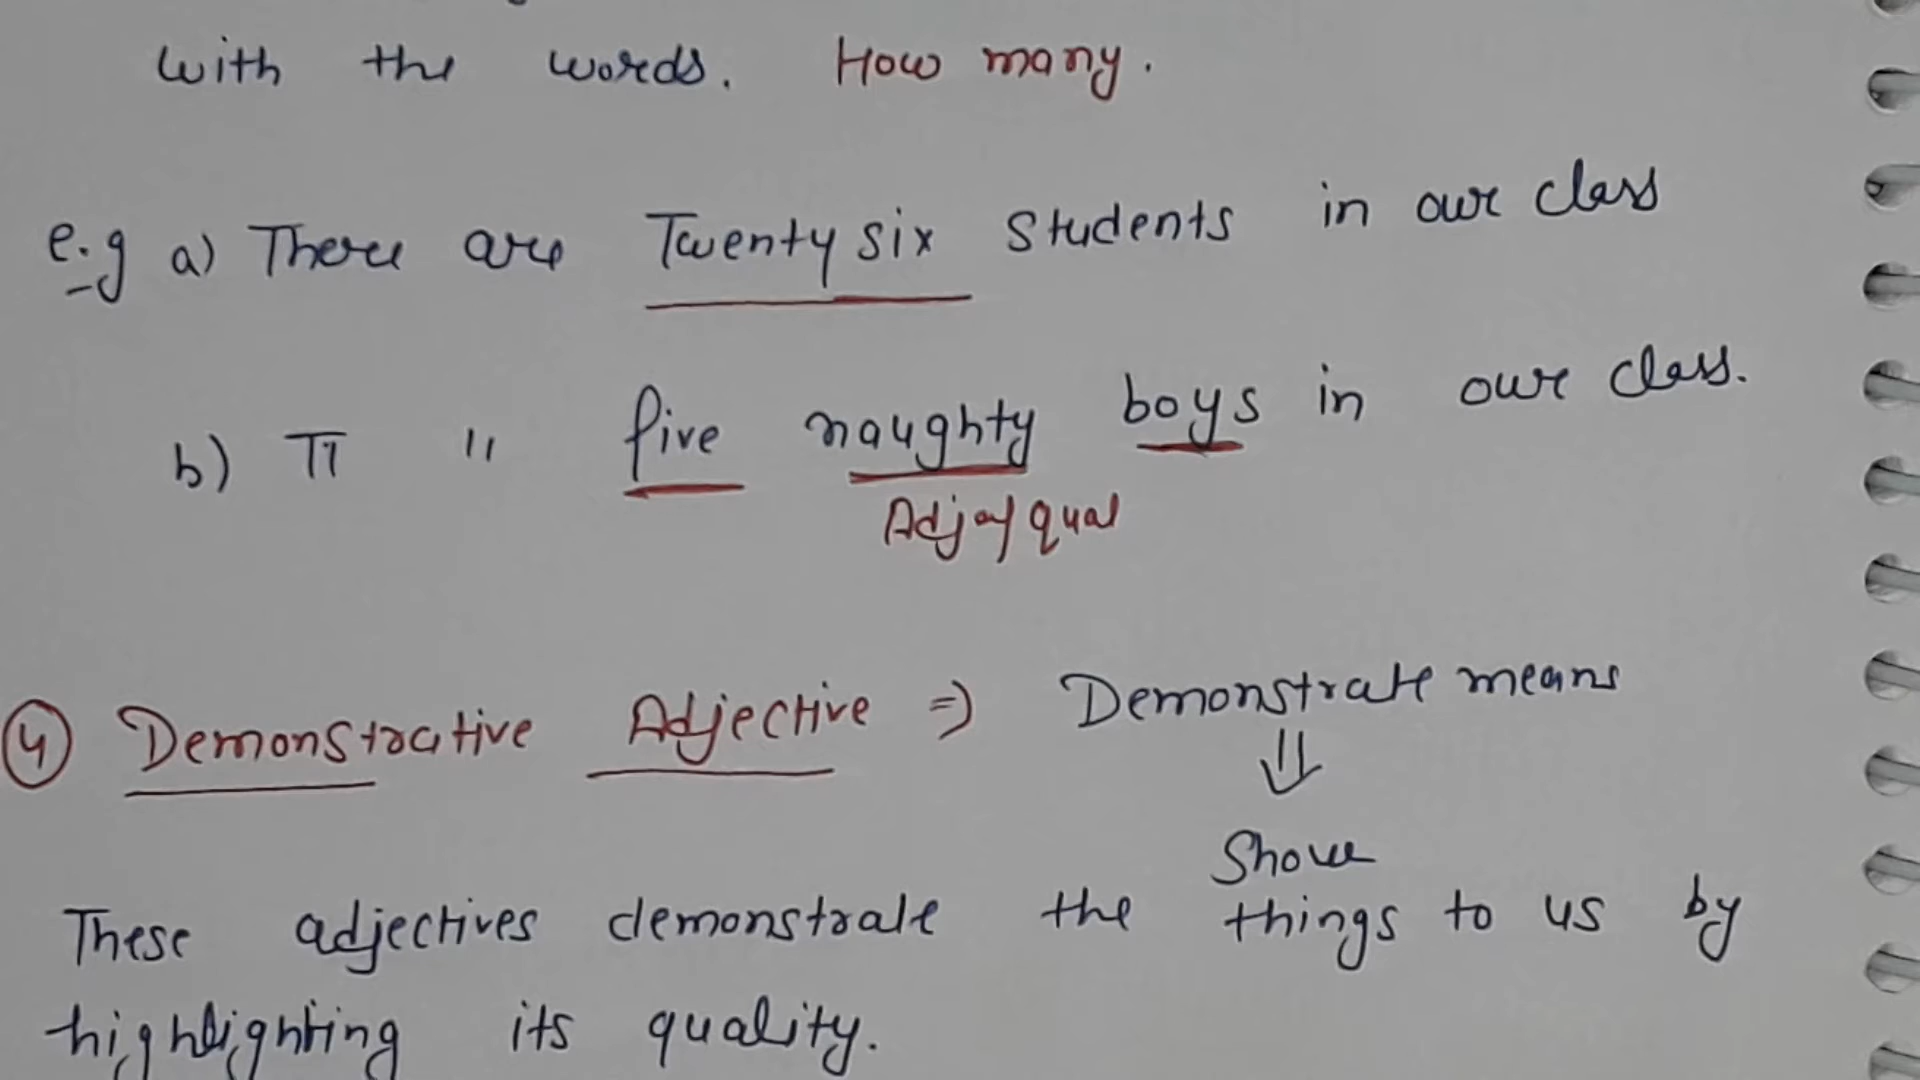 with the words. How many.
e.g a) There are Twenty six students in our class
b) " " five naughty boys in our class.
Adj of qual
④ Demonstrative Adjective ⇒ Demonstrate means
⇓
Show
These adjectives demonstrate the things to us by
highlighting its quality.